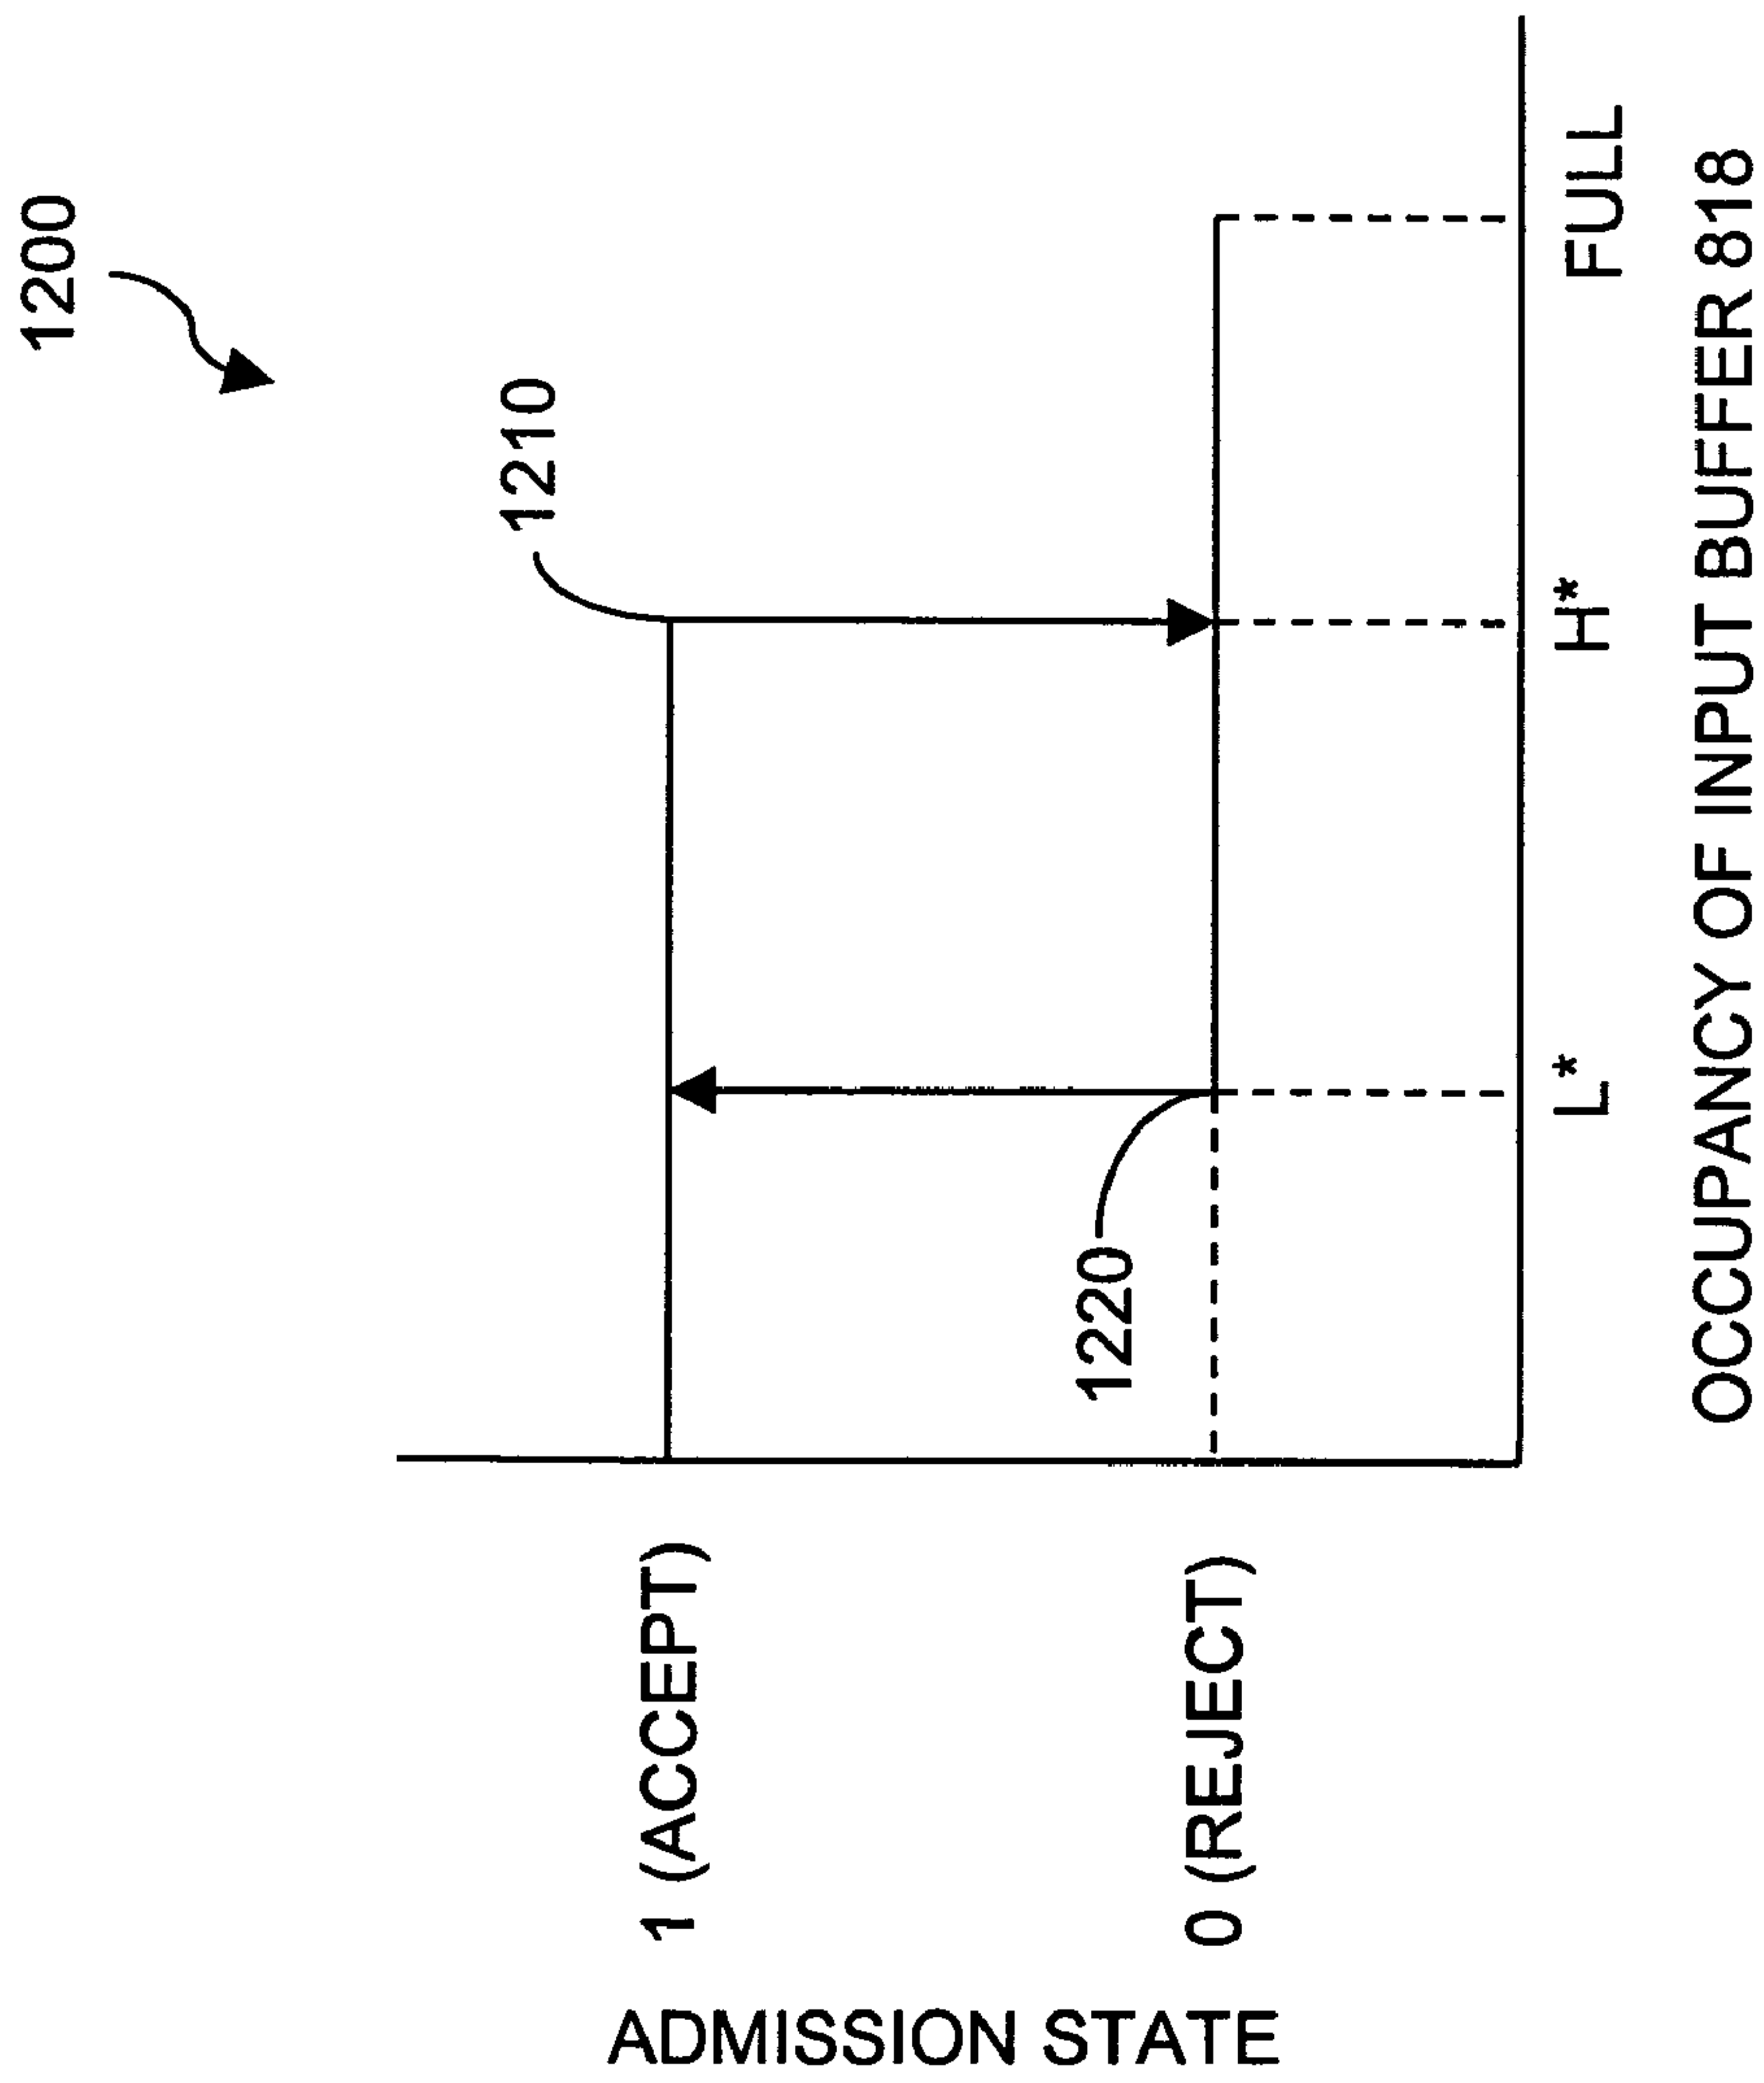 1200
1210
1 (ACCEPT)
ADMISSION STATE
1220
0 (REJECT)
L*
H*
FULL
OCCUPANCY OF INPUT BUFFER 818